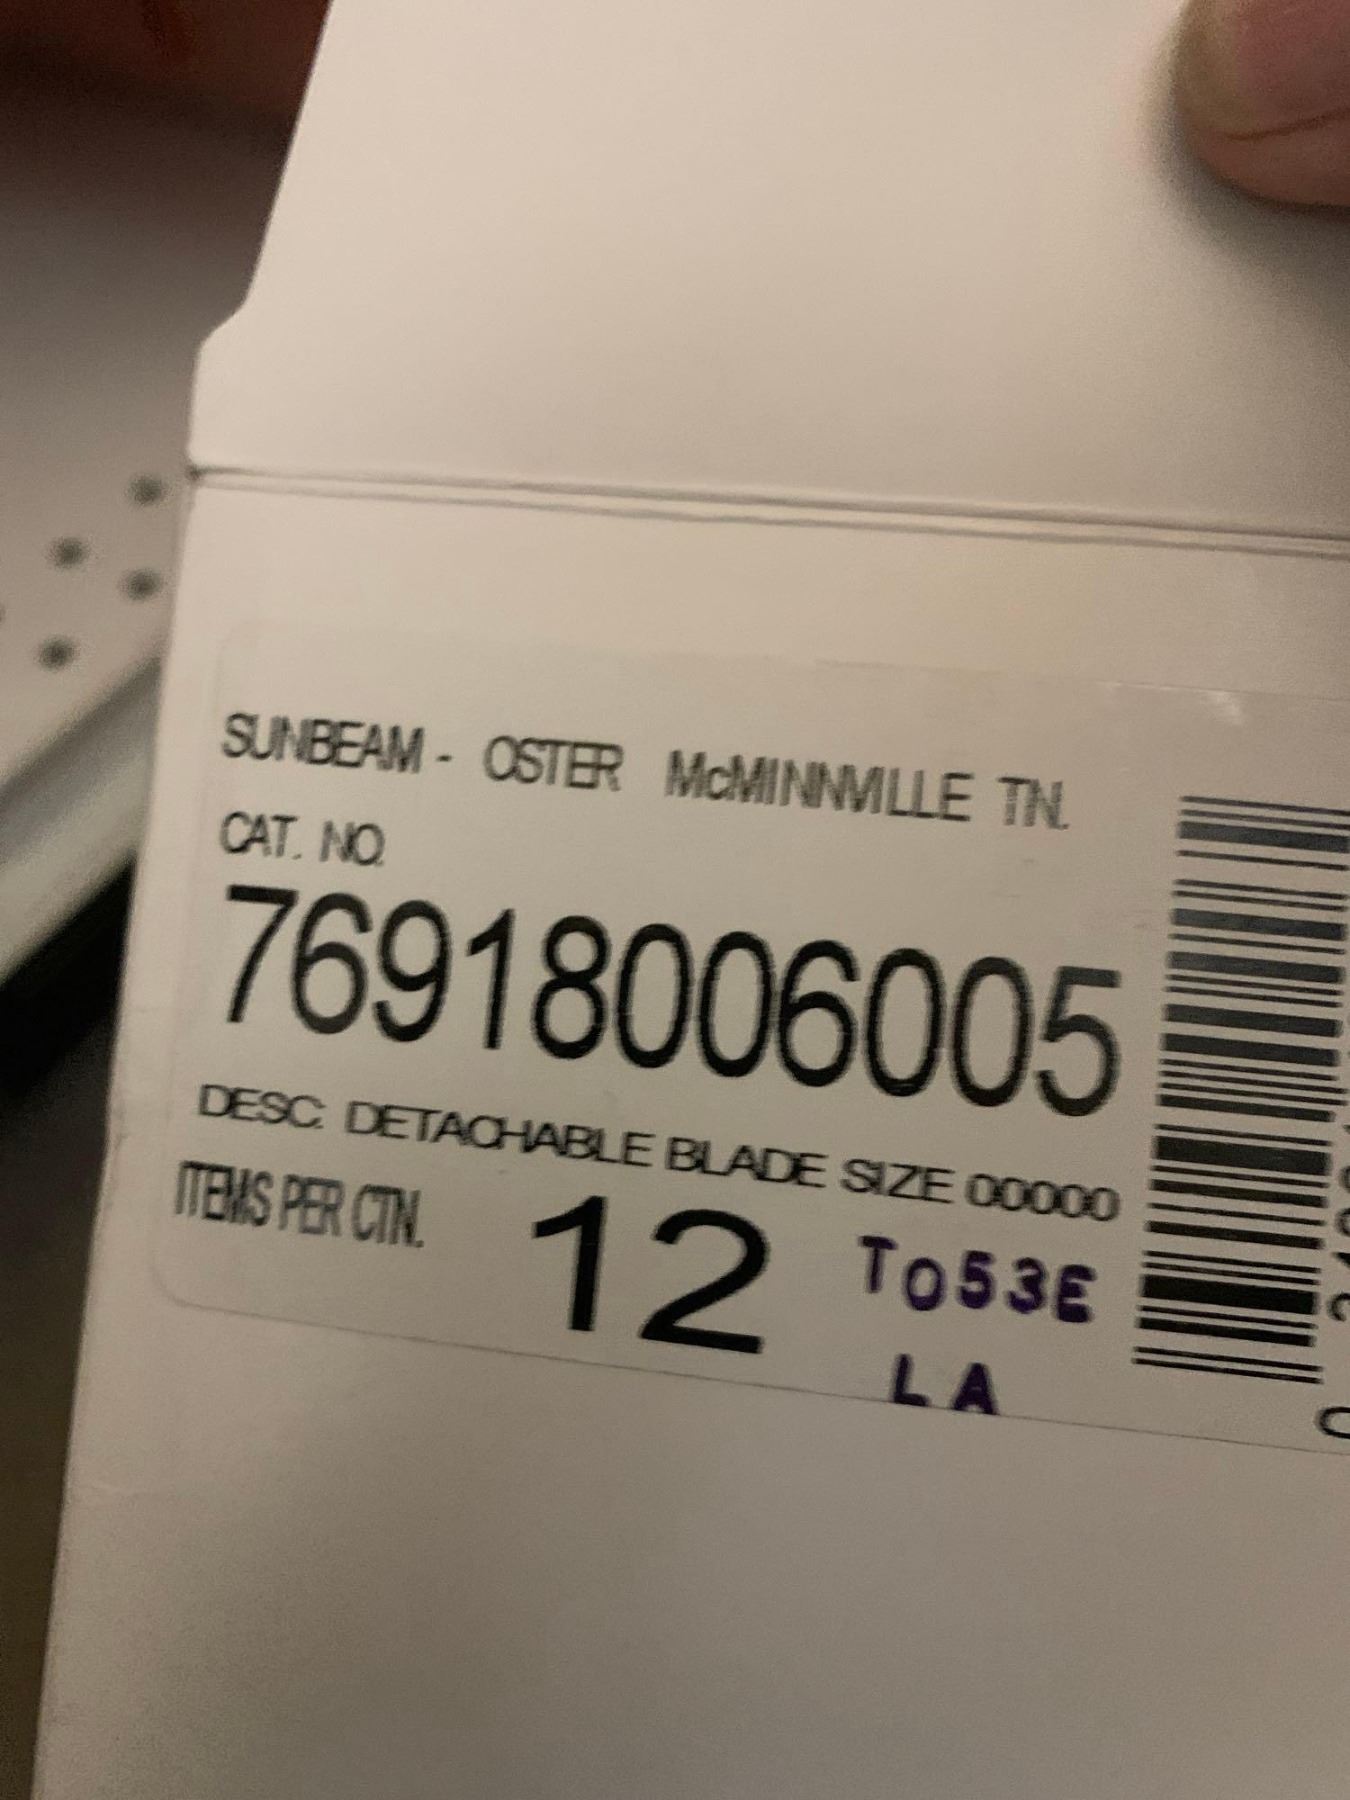 SUNBEAM - OSTER McMINNVILLE TN.
CAT. NO.
76918006005
DESC. DETACHABLE BLADE SIZE 00000
ITEMS PER CTN. 12
T053E
LA